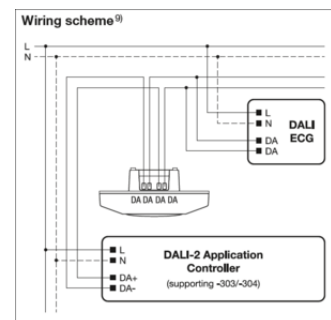 Wiring scheme⁹⁾
L
N
L
N
DALI
ECG
DA
DA
DA DA DA DA
L
N
DALI-2 Application
Controller
(supporting -303/-304)
DA+
DA-